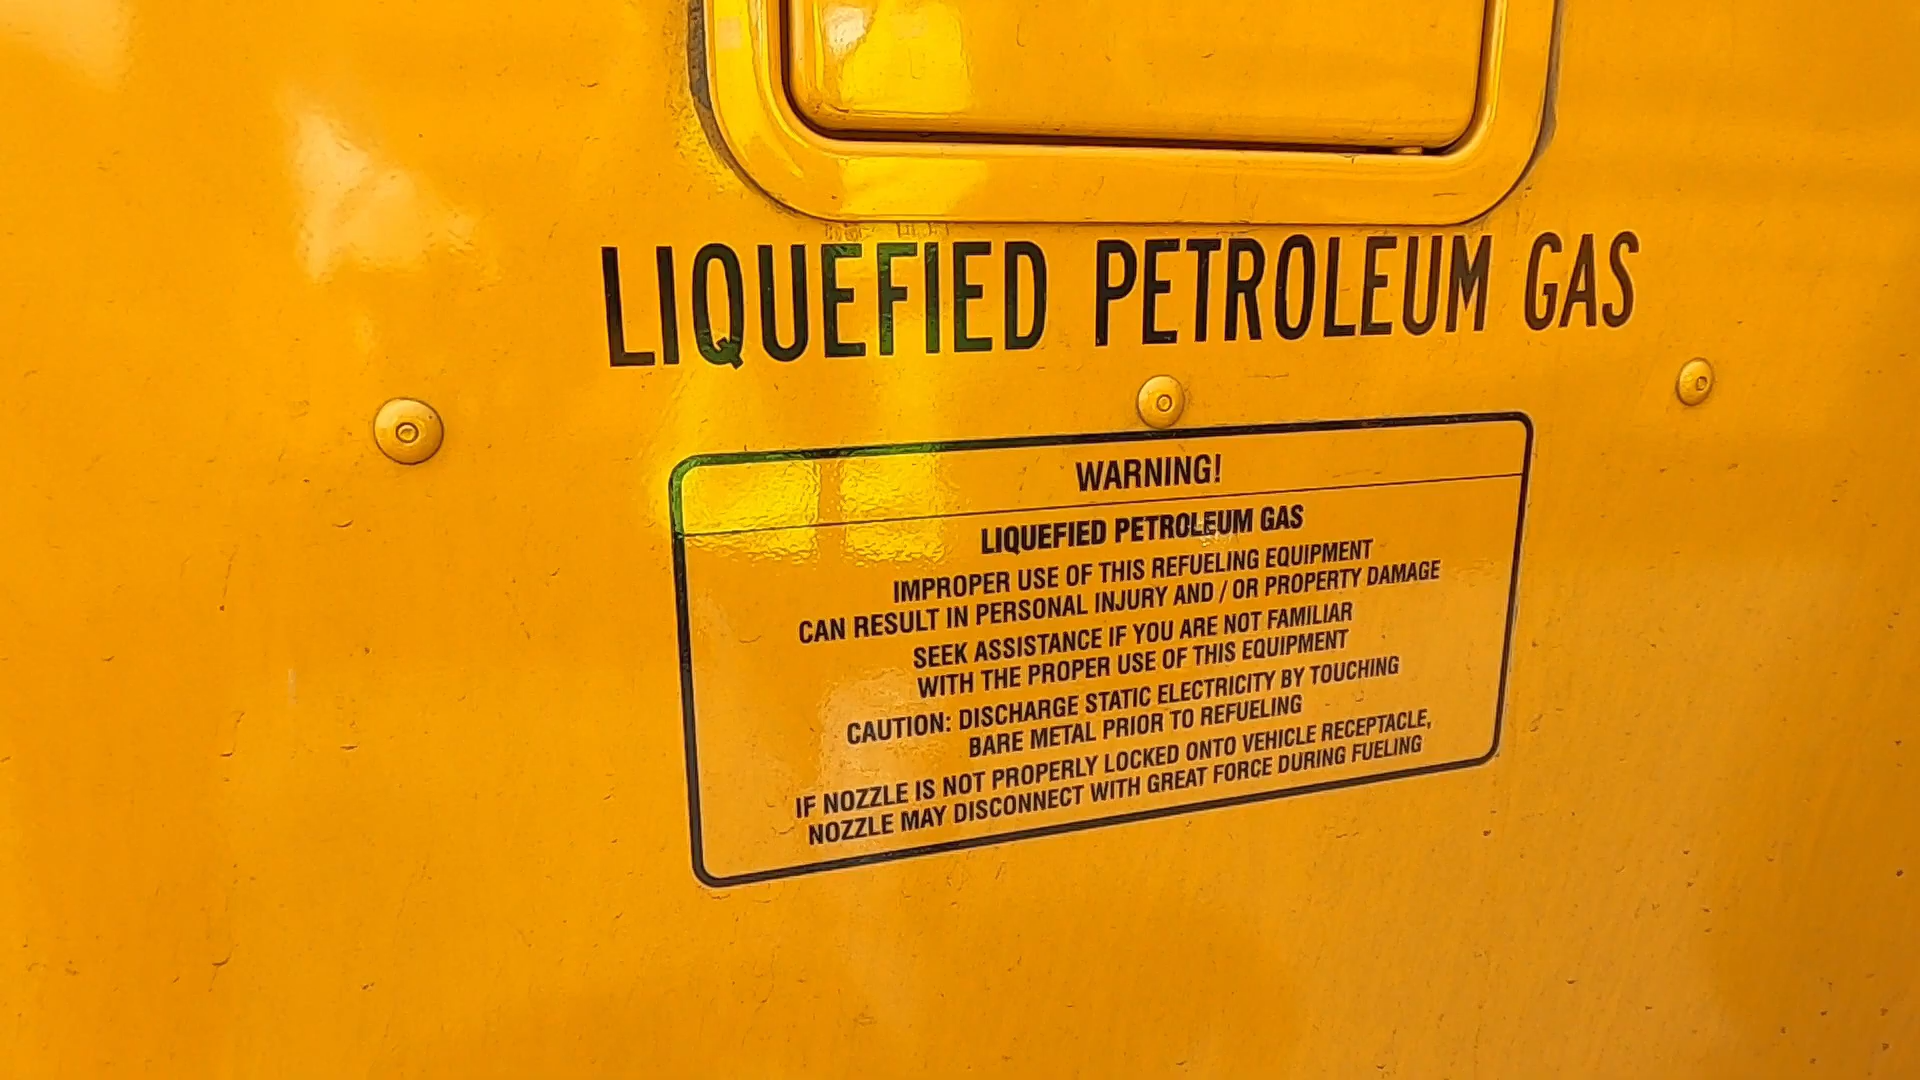 LIQUEFIED PETROLEUM GAS
WARNING!
LIQUEFIED PETROLEUM GAS
IMPROPER USE OF THIS REFUELING EQUIPMENT
CAN RESULT IN PERSONAL INJURY AND / OR PROPERTY DAMAGE
SEEK ASSISTANCE IF YOU ARE NOT FAMILIAR
WITH THE PROPER USE OF THIS EQUIPMENT
CAUTION: DISCHARGE STATIC ELECTRICITY BY TOUCHING
BARE METAL PRIOR TO REFUELING
IF NOZZLE IS NOT PROPERLY LOCKED ONTO VEHICLE RECEPTACLE,
NOZZLE MAY DISCONNECT WITH GREAT FORCE DURING FUELING